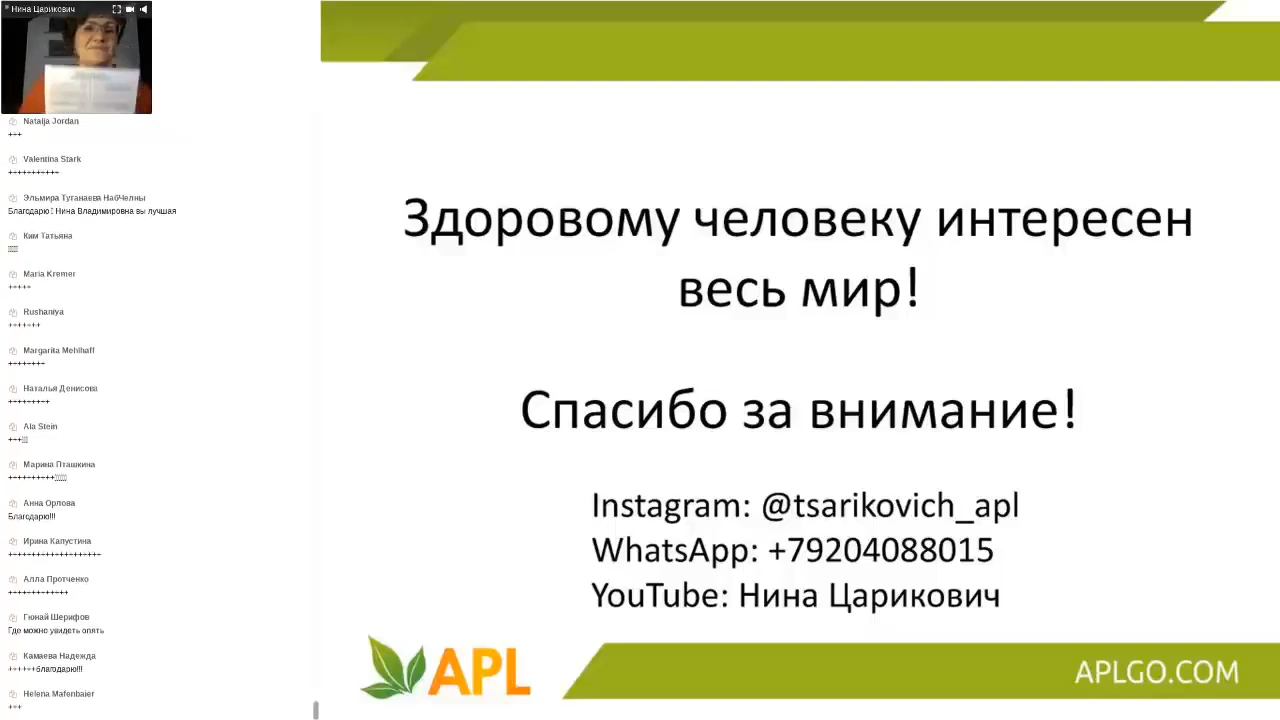 Нина Царикович
Natalja Jordan
+++
Valentina Stark
+++++++++++
Эльмира Туганаева НабЧелны
Благодарю ! Нина Владимировна вы лучшая
Ким Татьяна
Maria Kremer
+++++
Rushaniya
+++++++
Margarita Mehlhaff
++++++++
Наталья Денисова
+++++++++
Ala Stein
+++)))
Марина Пташкина
++++++++++))))))
Анна Орлова
Благодарю!!!
Ирина Капустина
++++++++++++++++++++
Алла Протченко
+++++++++++++
Гюнай Шерифов
Где можно увидеть опять
Камаева Надежда
++++++благодарю!!!
Helena Mafenbaier
+++
Здоровому человеку интересен
весь мир!
Спасибо за внимание!
Instagram: @tsarikovich_apl
WhatsApp: +79204088015
YouTube: Нина Царикович
APL
APLGO.COM